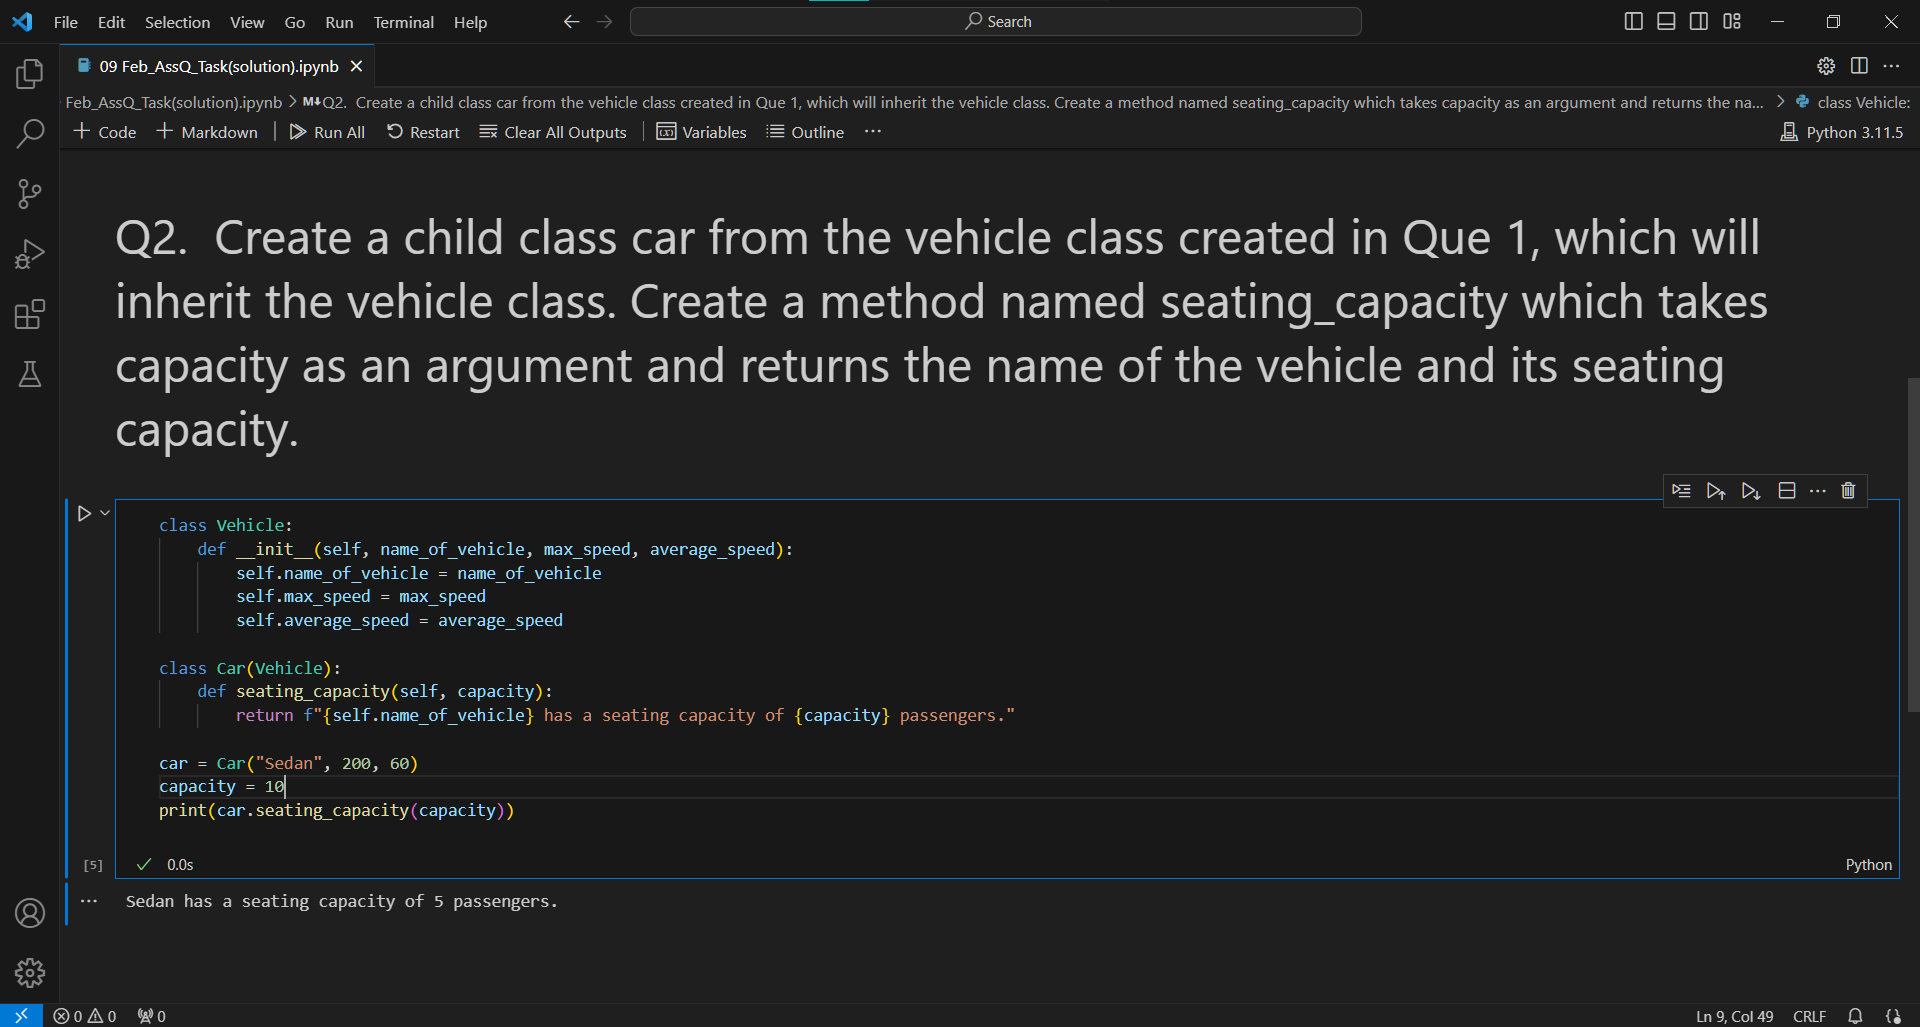 File Edit Selection View Go Run Terminal Help Search
09 Feb_AssQ_Task(solution).ipynb
Feb_AssQ_Task(solution).ipynb > M↓Q2. Create a child class car from the vehicle class created in Que 1, which will inherit the vehicle class. Create a method named seating_capacity which takes capacity as an argument and returns the na... > class Vehicle:
+ Code + Markdown | Run All Restart Clear All Outputs | Variables Outline ... Python 3.11.5
Q2. Create a child class car from the vehicle class created in Que 1, which will
inherit the vehicle class. Create a method named seating_capacity which takes
capacity as an argument and returns the name of the vehicle and its seating
capacity.
class Vehicle:
    def __init__(self, name_of_vehicle, max_speed, average_speed):
        self.name_of_vehicle = name_of_vehicle
        self.max_speed = max_speed
        self.average_speed = average_speed
class Car(Vehicle):
    def seating_capacity(self, capacity):
        return f"{self.name_of_vehicle} has a seating capacity of {capacity} passengers."
car = Car("Sedan", 200, 60)
capacity = 10
print(car.seating_capacity(capacity))
[5] ✓ 0.0s Python
... Sedan has a seating capacity of 5 passengers.
0 0 0 Ln 9, Col 49 CRLF